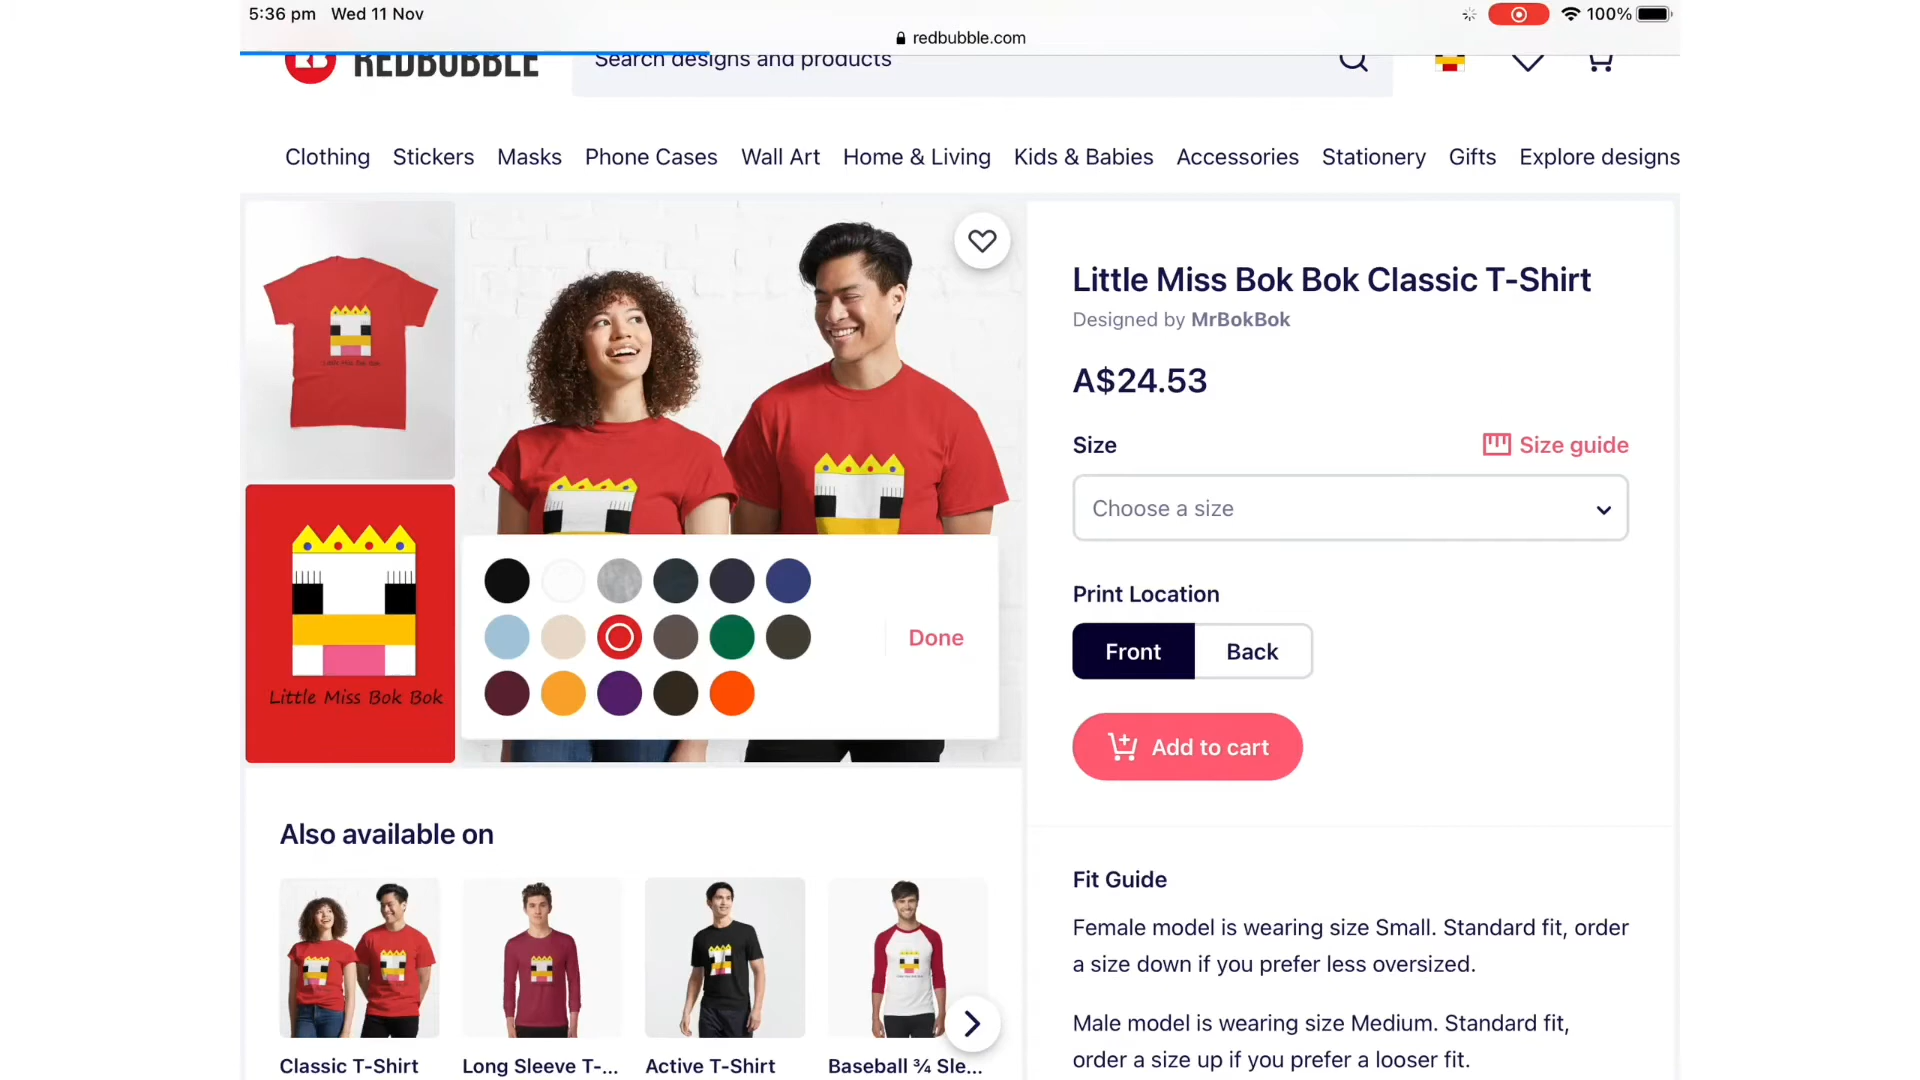 5:36 pm Wed 11 Nov
100%
redbubble.com
REDBUBBLE
Search designs and products
Clothing Stickers Masks Phone Cases Wall Art Home & Living Kids & Babies Accessories Stationery Gifts Explore designs
Little Miss Bok Bok Classic T-Shirt
Designed by MrBokBok
A$24.53
Size
Size guide
Choose a size
Print Location
Front Back
Add to cart
Little Miss Bok Bok
Little Miss Bok Bok
Done
Also available on
Classic T-Shirt
Long Sleeve T-...
Active T-Shirt
Baseball ¾ Sle...
Fit Guide
Female model is wearing size Small. Standard fit, order
a size down if you prefer less oversized.
Male model is wearing size Medium. Standard fit,
order a size up if you prefer a looser fit.